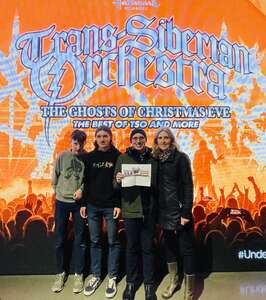 Trans-Siberian
Orchestra
THE GHOSTS OF CHRISTMAS EVE
THE BEST OF TSO AND MORE
#Unde